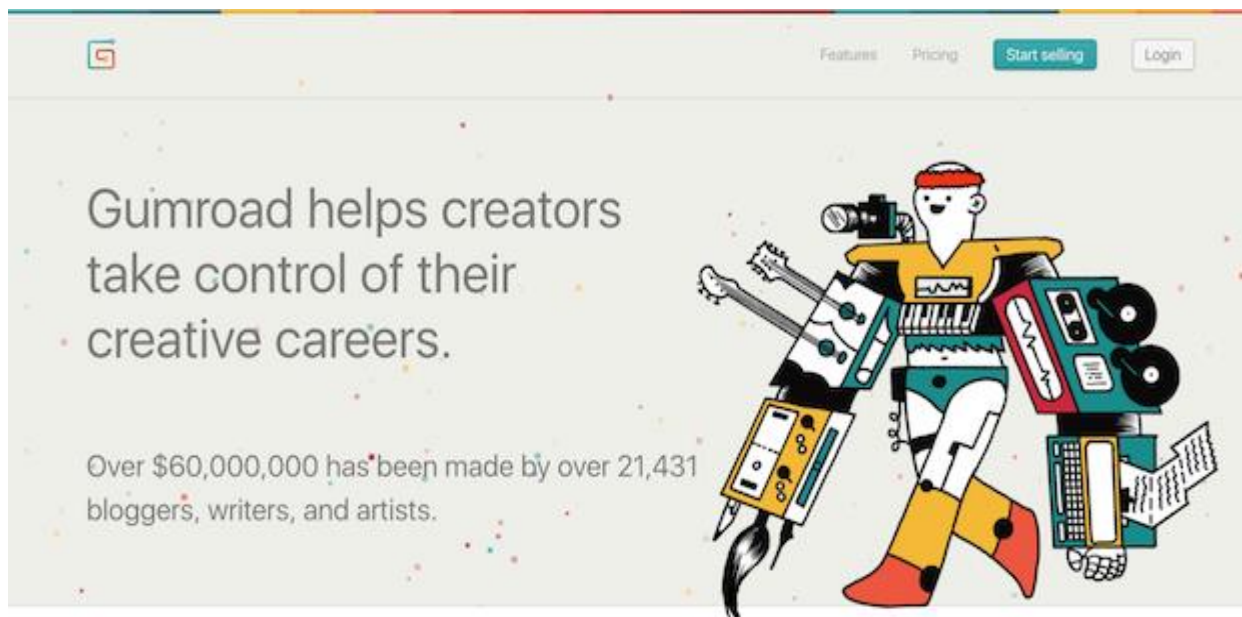 Features Pricing Start selling Login
Gumroad helps creators
take control of their
creative careers.
Over $60,000,000 has been made by over 21,431
bloggers, writers, and artists.